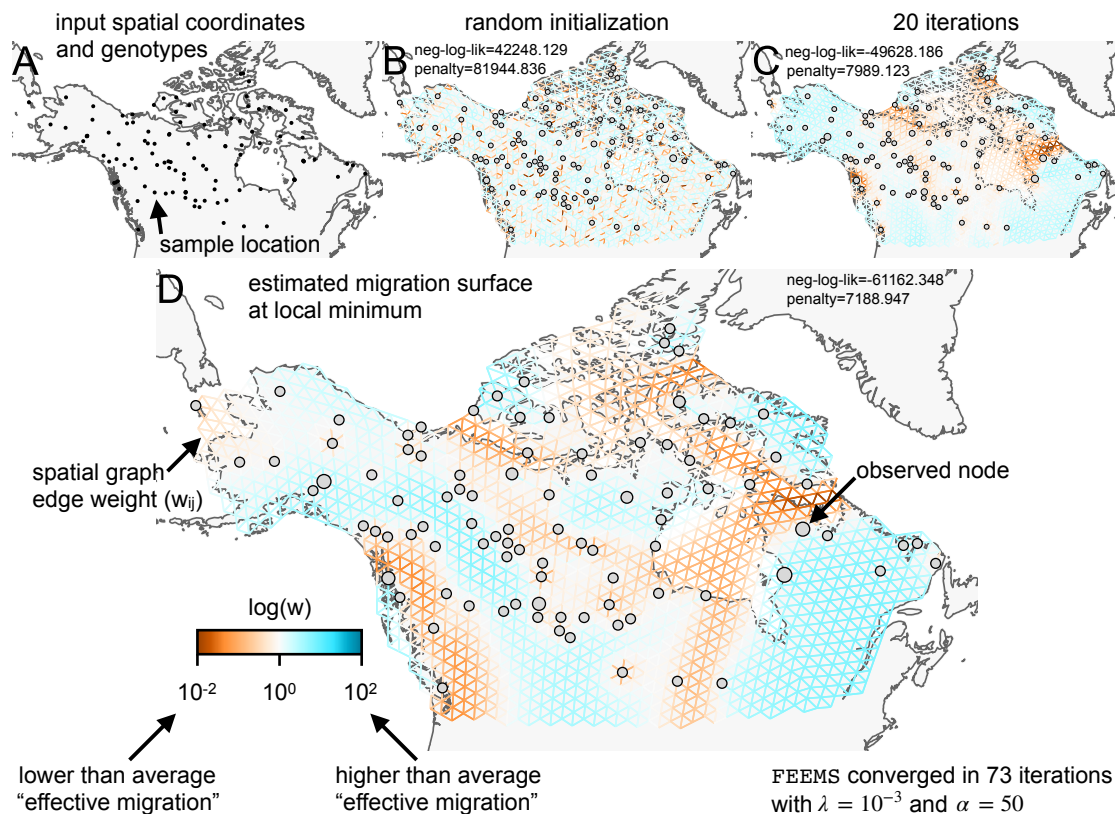 input spatial coordinates
and genotypes
random initialization
20 iterations
A
B
neg-log-lik=42248.129
penalty=81944.836
C
neg-log-lik=-49628.186
penalty=7989.123
sample location
D
estimated migration surface
at local minimum
neg-log-lik=-61162.348
penalty=7188.947
spatial graph
edge weight (wij)
observed node
log(w)
10⁻² 10⁰ 10²
lower than average
“effective migration”
higher than average
“effective migration”
FEEMS converged in 73 iterations
with λ = 10⁻³ and α = 50